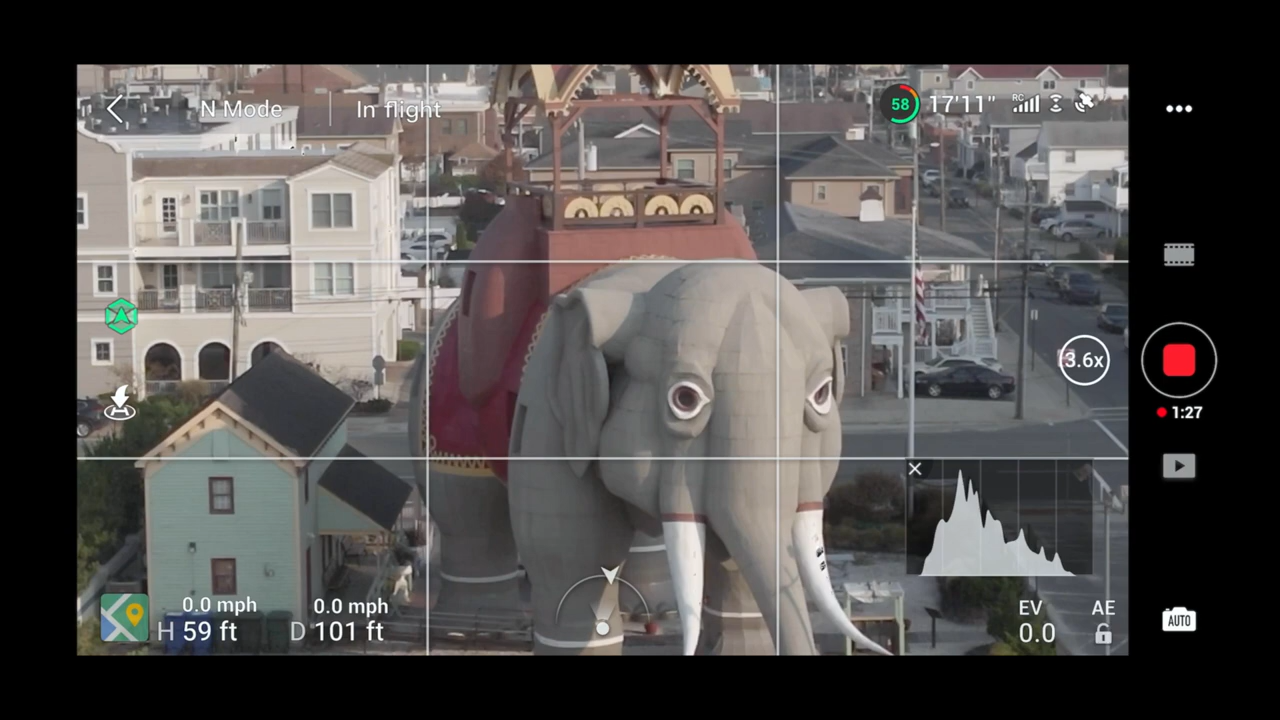 N Mode
In flight
58
17'11"
RC
3.6x
1:27
0.0 mph
0.0 mph
H 59 ft
D 101 ft
EV
AE
0.0
AUTO